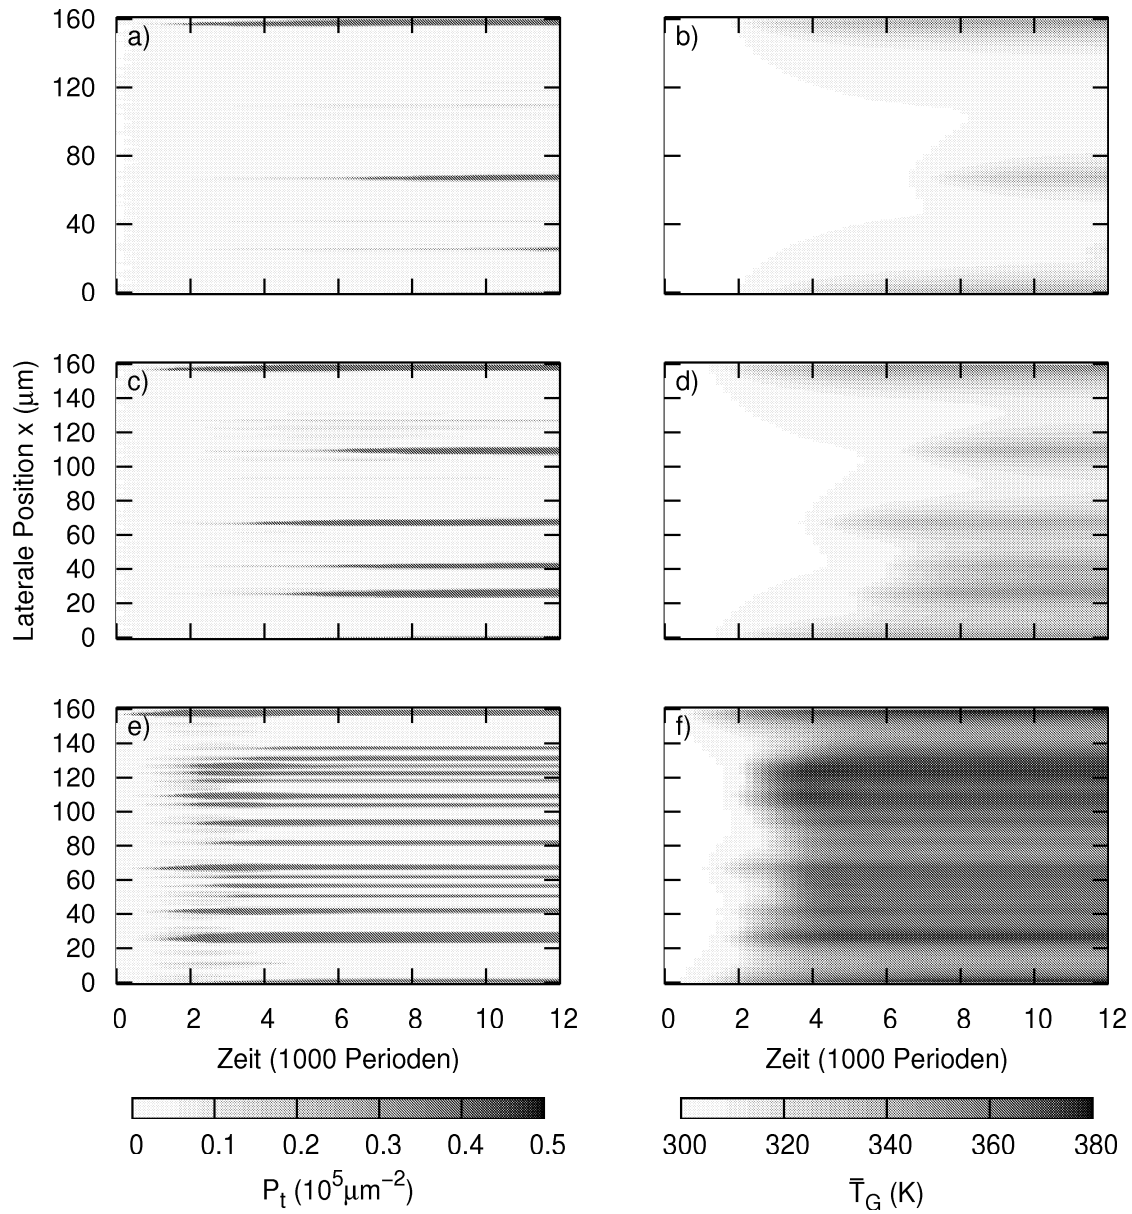 160
a)
b)
120
80
40
0
160
c)
d)
140
120
100
80
60
40
20
0
Laterale Position x (μm)
160
e)
f)
140
120
100
80
60
40
20
0
0 2 4 6 8 10 12
0 2 4 6 8 10 12
Zeit (1000 Perioden)
Zeit (1000 Perioden)
0 0.1 0.2 0.3 0.4 0.5
300 320 340 360 380
P_t (10^5 μm^-2)
T̿_G (K)